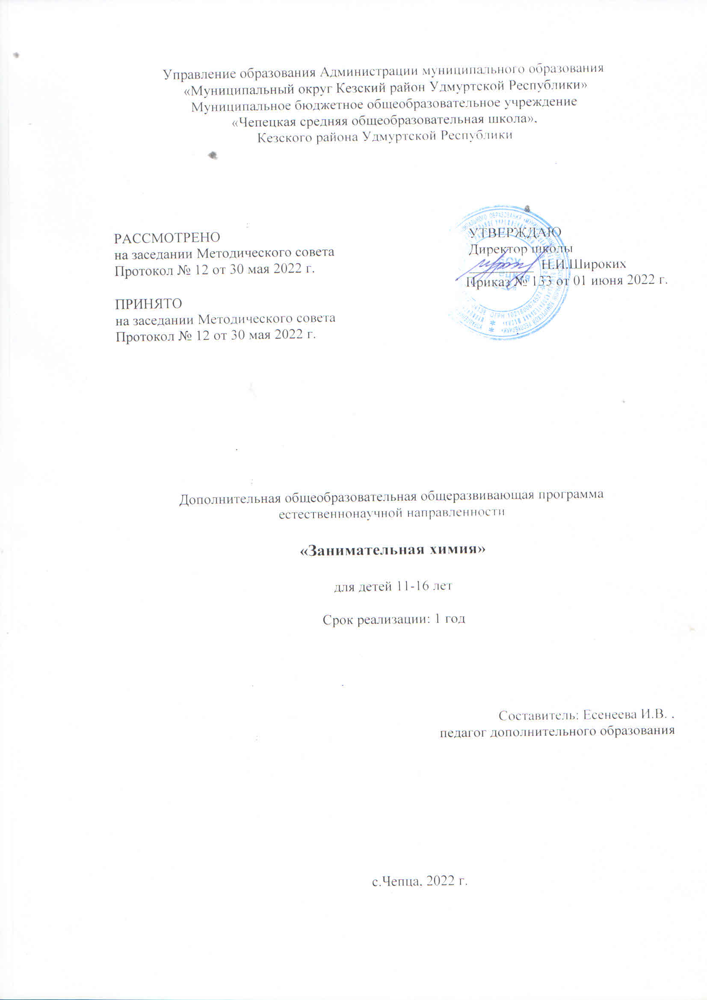 Управление образования Администрации муниципального образования
«Муниципальный округ Кезский район Удмуртской Республики»
Муниципальное бюджетное общеобразовательное учреждение
«Чепецкая средняя общеобразовательная школа».
Кезского района Удмуртской Республики
РАССМОТРЕНО
на заседании Методического совета
Протокол № 12 от 30 мая 2022 г.
ПРИНЯТО
на заседании Методического совета
Протокол № 12 от 30 мая 2022 г.
УТВЕРЖДАЮ
Директор школы
Н.И.Широких
Приказ № 133 от 01 июня 2022 г.
ОГРН 1021800674521
Дополнительная общеобразовательная общеразвивающая программа
естественнонаучной направленности
«Занимательная химия»
для детей 11-16 лет
Срок реализации: 1 год
Составитель: Есенеева И.В. .
педагог дополнительного образования
с.Чепца. 2022 г.